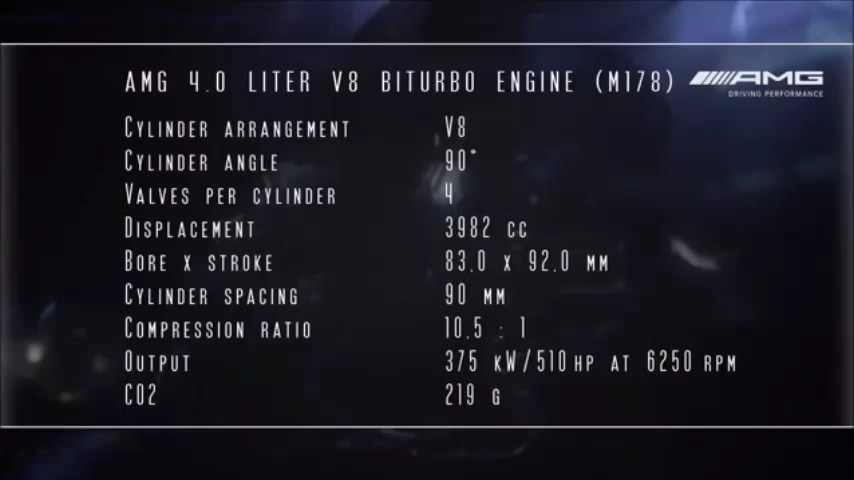 AMG 4.0 LITER V8 BITURBO ENGINE (M178)
AMG
DRIVING PERFORMANCE
CYLINDER ARRANGEMENT V8
CYLINDER ANGLE 90°
VALVES PER CYLINDER 4
DISPLACEMENT 3982 CC
BORE X STROKE 83.0 X 92.0 MM
CYLINDER SPACING 90 MM
COMPRESSION RATIO 10.5 : 1
OUTPUT 375 KW/510 HP AT 6250 RPM
CO2 219 G